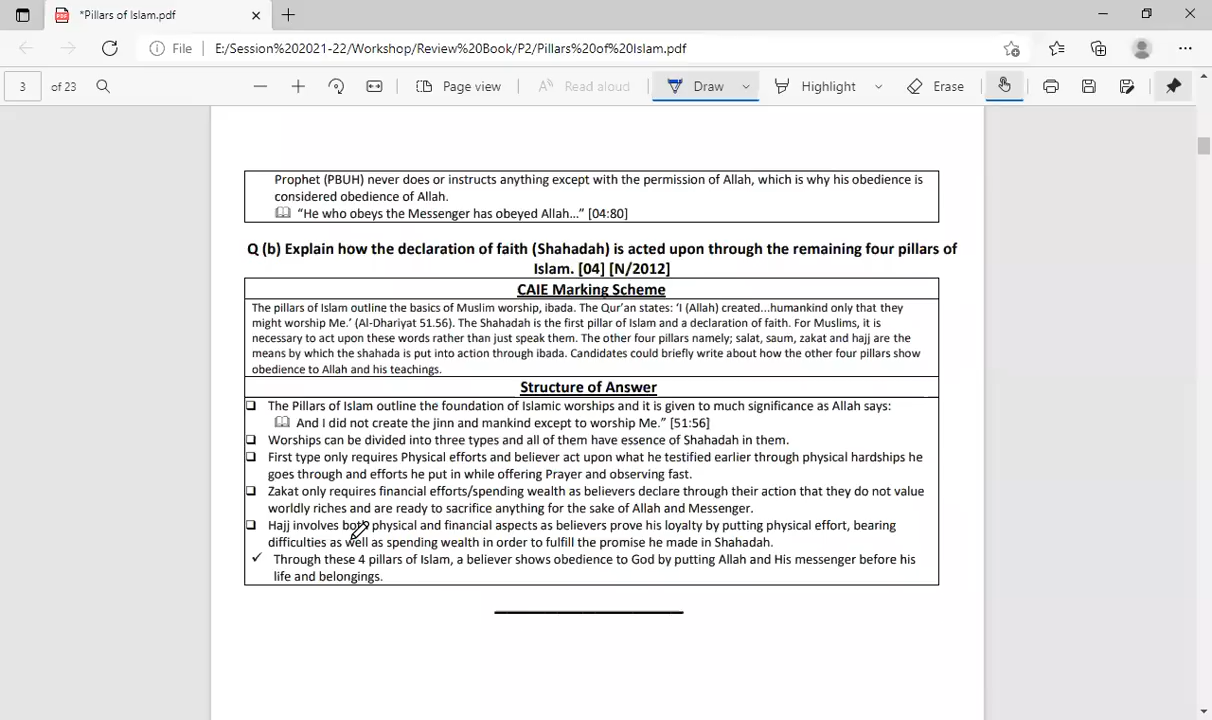 *Pillars of Islam.pdf
File E:/Session%202021-22/Workshop/Review%20Book/P2/Pillars%20of%20Islam.pdf
3 of 23 Page view Read aloud Draw Highlight Erase
Prophet (PBUH) never does or instructs anything except with the permission of Allah, which is why his obedience is
considered obedience of Allah.
“He who obeys the Messenger has obeyed Allah...” [04:80]
Q (b) Explain how the declaration of faith (Shahadah) is acted upon through the remaining four pillars of
Islam. [04] [N/2012]
CAIE Marking Scheme
The pillars of Islam outline the basics of Muslim worship, ibada. The Qur’an states: ‘I (Allah) created...humankind only that they
might worship Me.’ (Al-Dhariyat 51.56). The Shahadah is the first pillar of Islam and a declaration of faith. For Muslims, it is
necessary to act upon these words rather than just speak them. The other four pillars namely; salat, saum, zakat and hajj are the
means by which the shahada is put into action through ibada. Candidates could briefly write about how the other four pillars show
obedience to Allah and his teachings.
Structure of Answer
The Pillars of Islam outline the foundation of Islamic worships and it is given to much significance as Allah says:
And I did not create the jinn and mankind except to worship Me.” [51:56]
Worships can be divided into three types and all of them have essence of Shahadah in them.
First type only requires Physical efforts and believer act upon what he testified earlier through physical hardships he
goes through and efforts he put in while offering Prayer and observing fast.
Zakat only requires financial efforts/spending wealth as believers declare through their action that they do not value
worldly riches and are ready to sacrifice anything for the sake of Allah and Messenger.
Hajj involves both physical and financial aspects as believers prove his loyalty by putting physical effort, bearing
difficulties as well as spending wealth in order to fulfill the promise he made in Shahadah.
Through these 4 pillars of Islam, a believer shows obedience to God by putting Allah and His messenger before his
life and belongings.